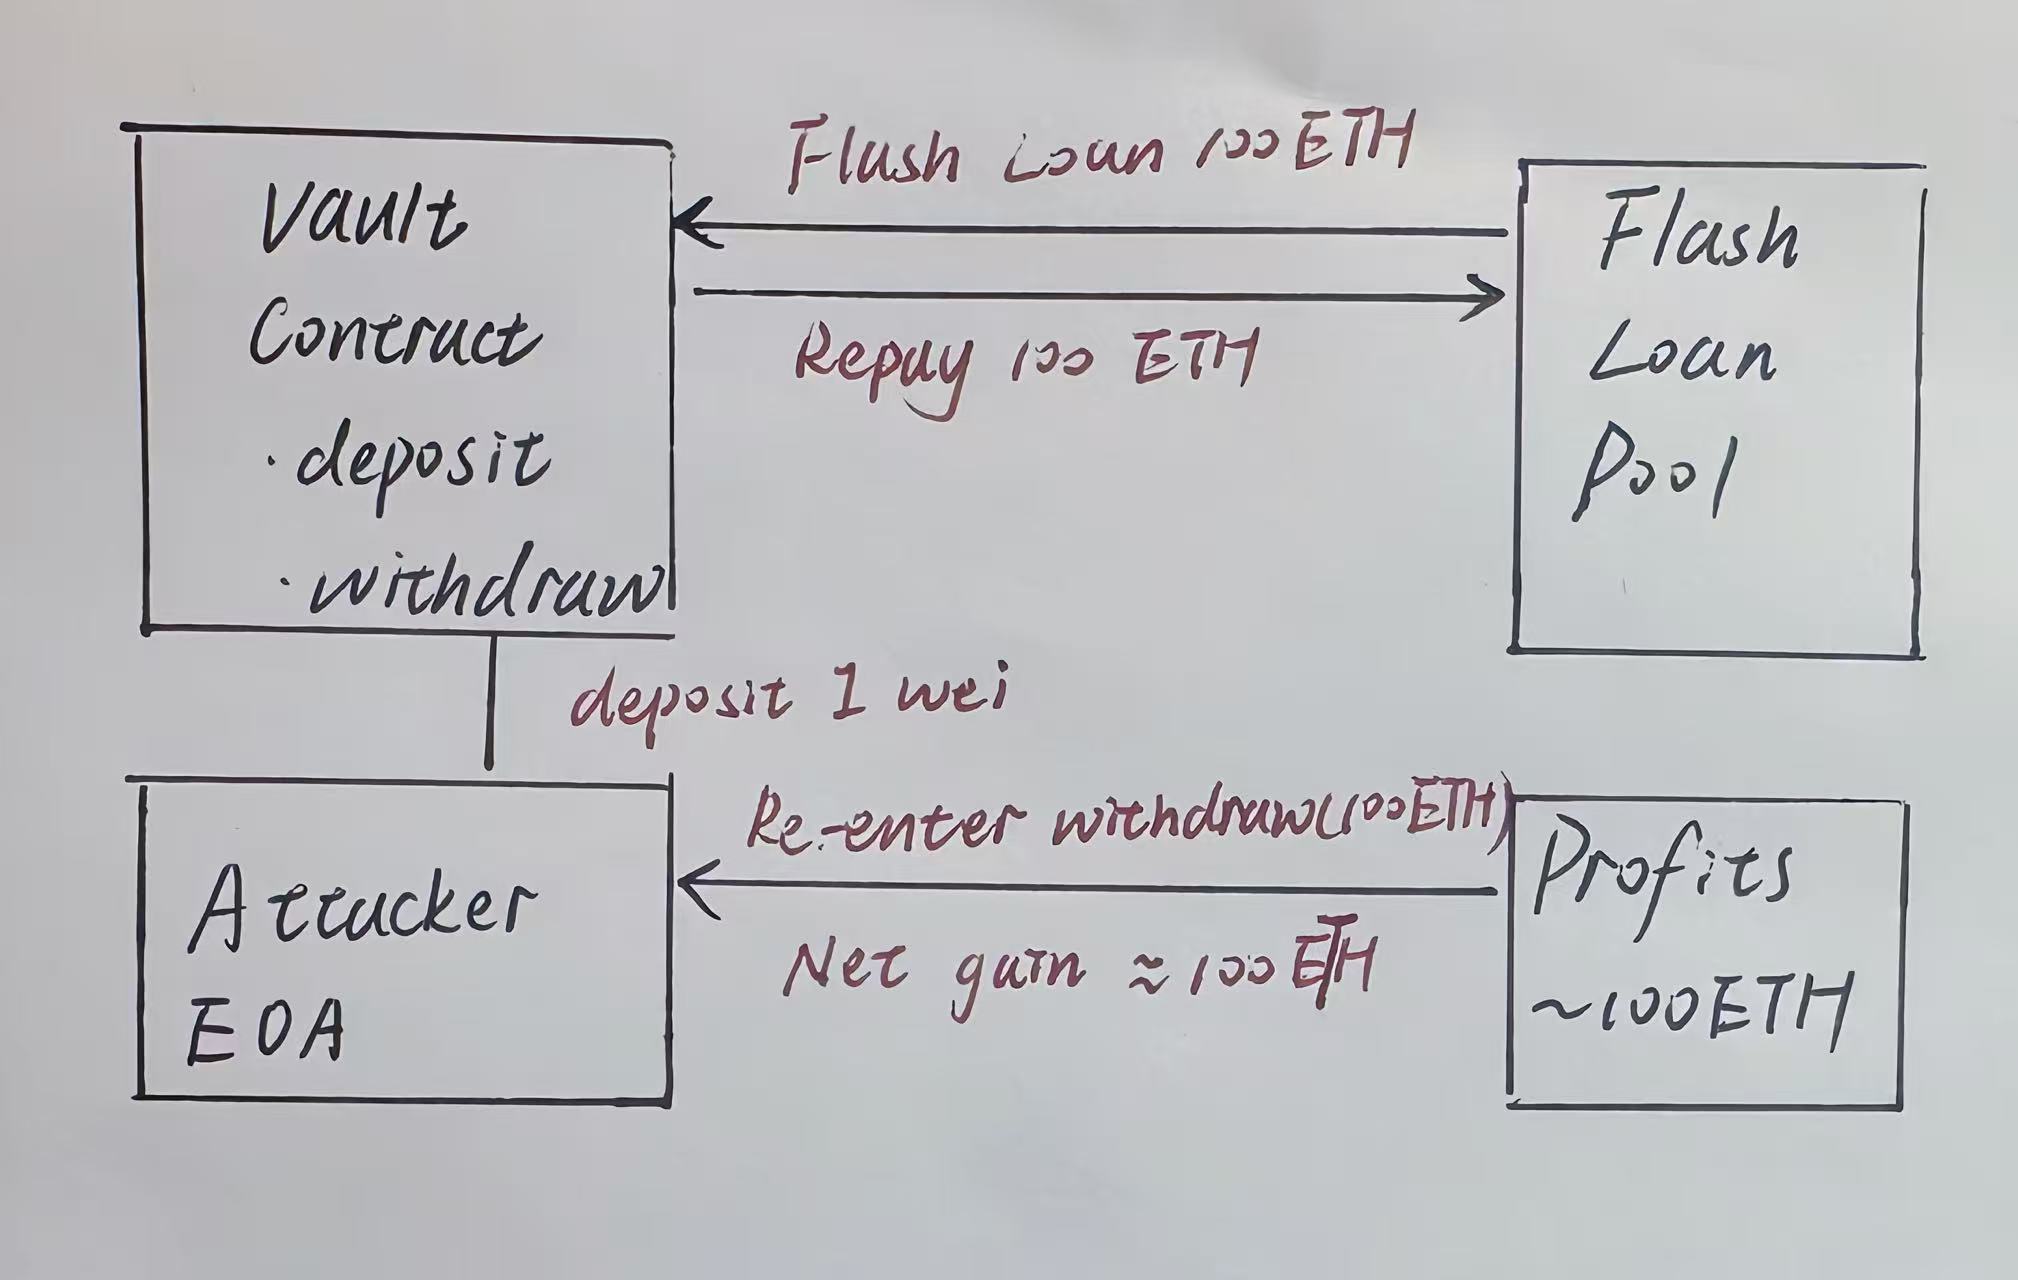 Vault
Contract
· deposit
· withdraw
Flash Loan 100 ETH
Repay 100 ETH
Flash
Loan
Pool
deposit 1 wei
Attacker
EOA
Re-enter withdraw(100ETH)
Net gain ≈ 100 ETH
Profits
~100ETH